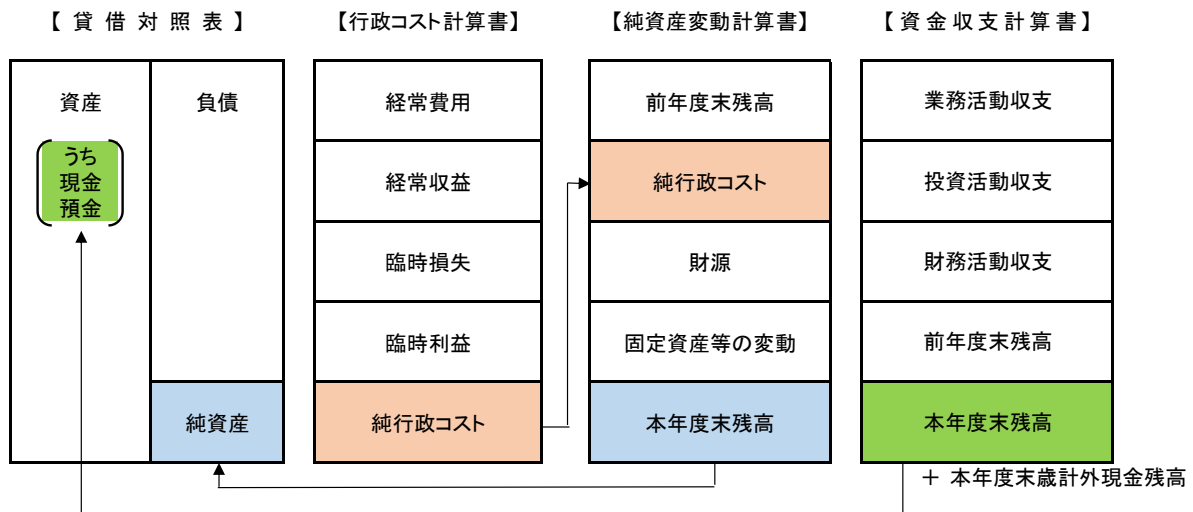 【 貸 借 対 照 表 】
資産
うち
現金
預金
負債
純資産
【行政コスト計算書】
経常費用
経常収益
臨時損失
臨時利益
純行政コスト
【純資産変動計算書】
前年度末残高
純行政コスト
財源
固定資産等の変動
本年度末残高
【 資 金 収 支 計 算 書 】
業務活動収支
投資活動収支
財務活動収支
前年度末残高
本年度末残高
＋ 本年度末歳計外現金残高